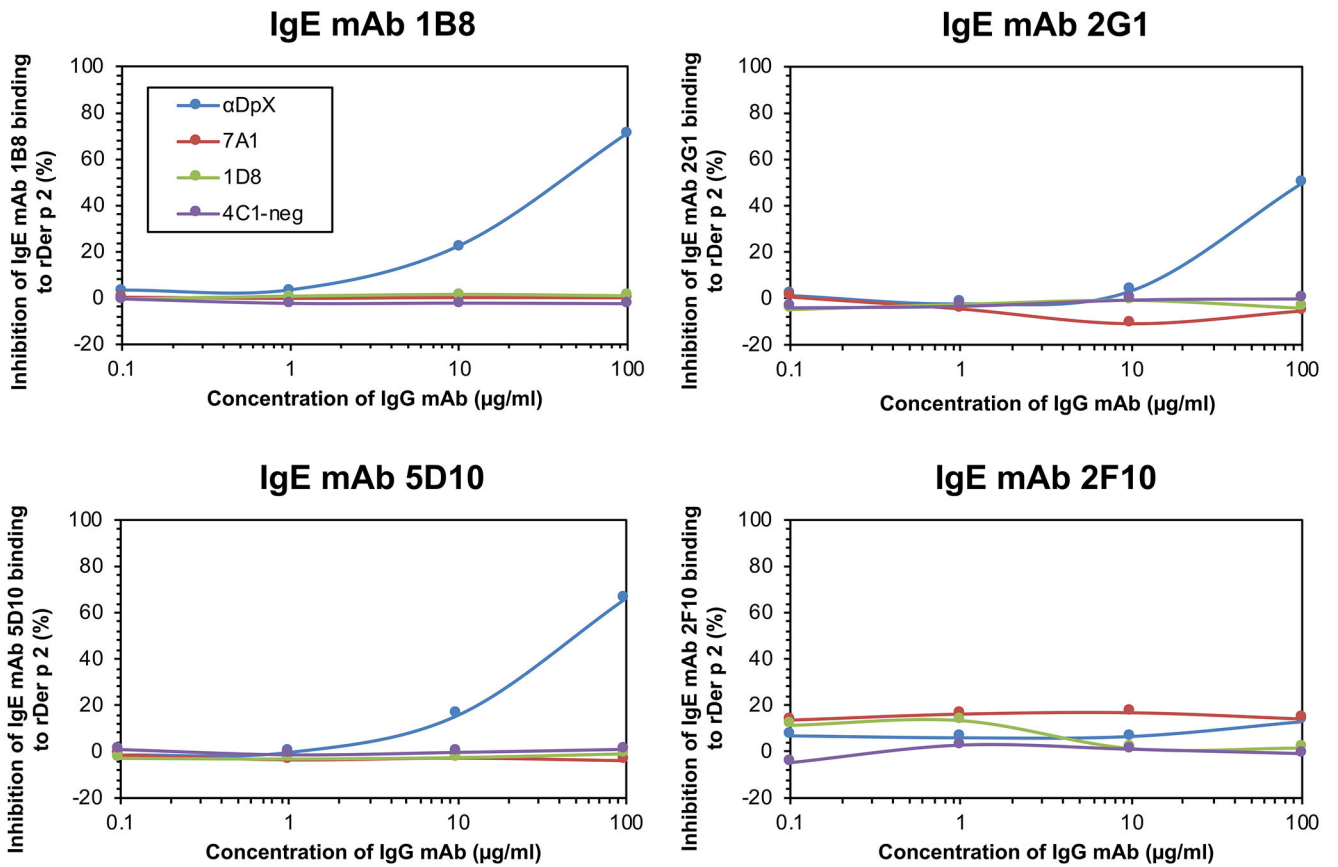 IgE mAb 1B8
Inhibition of IgE mAb 1B8 binding
to rDer p 2 (%)
100
80
60
40
20
0
-20
αDpX
7A1
1D8
4C1-neg
0.1
1
10
100
Concentration of IgG mAb (µg/ml)
IgE mAb 2G1
Inhibition of IgE mAb 2G1 binding
to rDer p 2 (%)
100
80
60
40
20
0
-20
0.1
1
10
100
Concentration of IgG mAb (µg/ml)
IgE mAb 5D10
Inhibition of IgE mAb 5D10 binding
to rDer p 2 (%)
100
80
60
40
20
0
-20
0.1
1
10
100
Concentration of IgG mAb (µg/ml)
IgE mAb 2F10
Inhibition of IgE mAb 2F10 binding
to rDer p 2 (%)
100
80
60
40
20
0
-20
0.1
1
10
100
Concentration of IgG mAb (µg/ml)